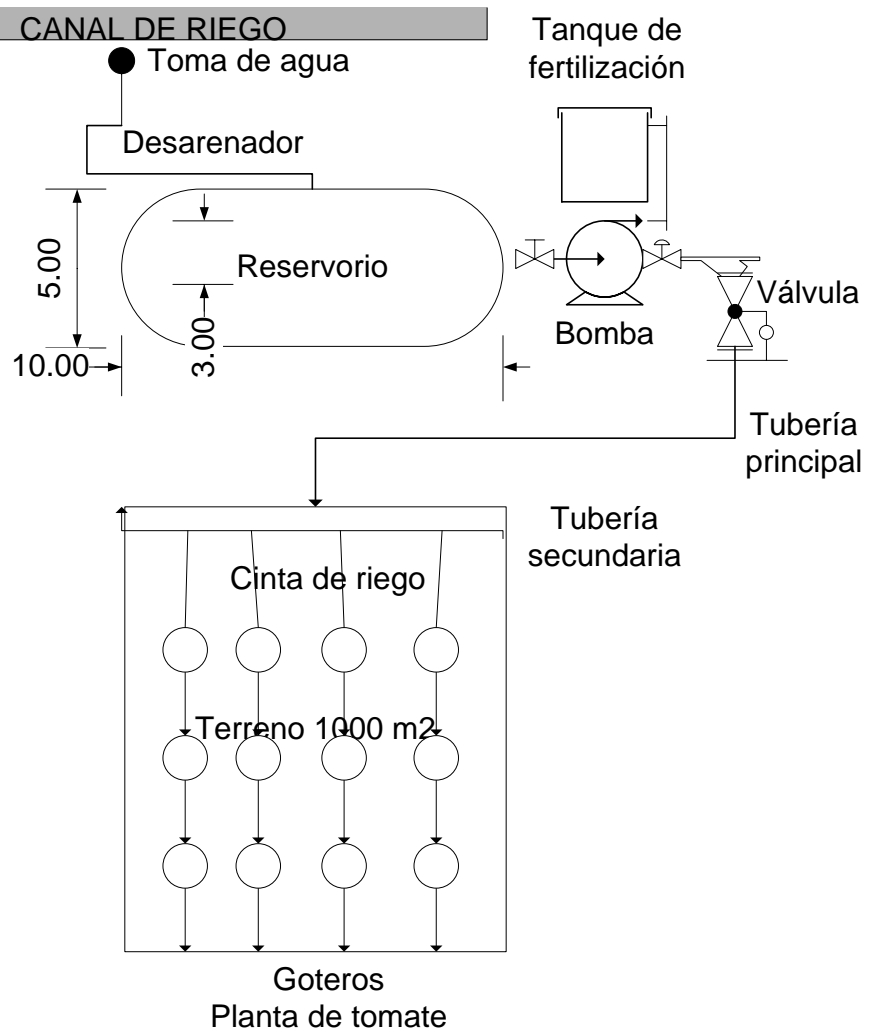 CANAL DE RIEGO
Toma de agua
Tanque de
fertilización
Desarenador
5.00
Reservorio
3.00
10.00
Bomba
Válvula
Tubería
principal
Tubería
secundaria
Cinta de riego
Terreno 1000 m2
Goteros
Planta de tomate